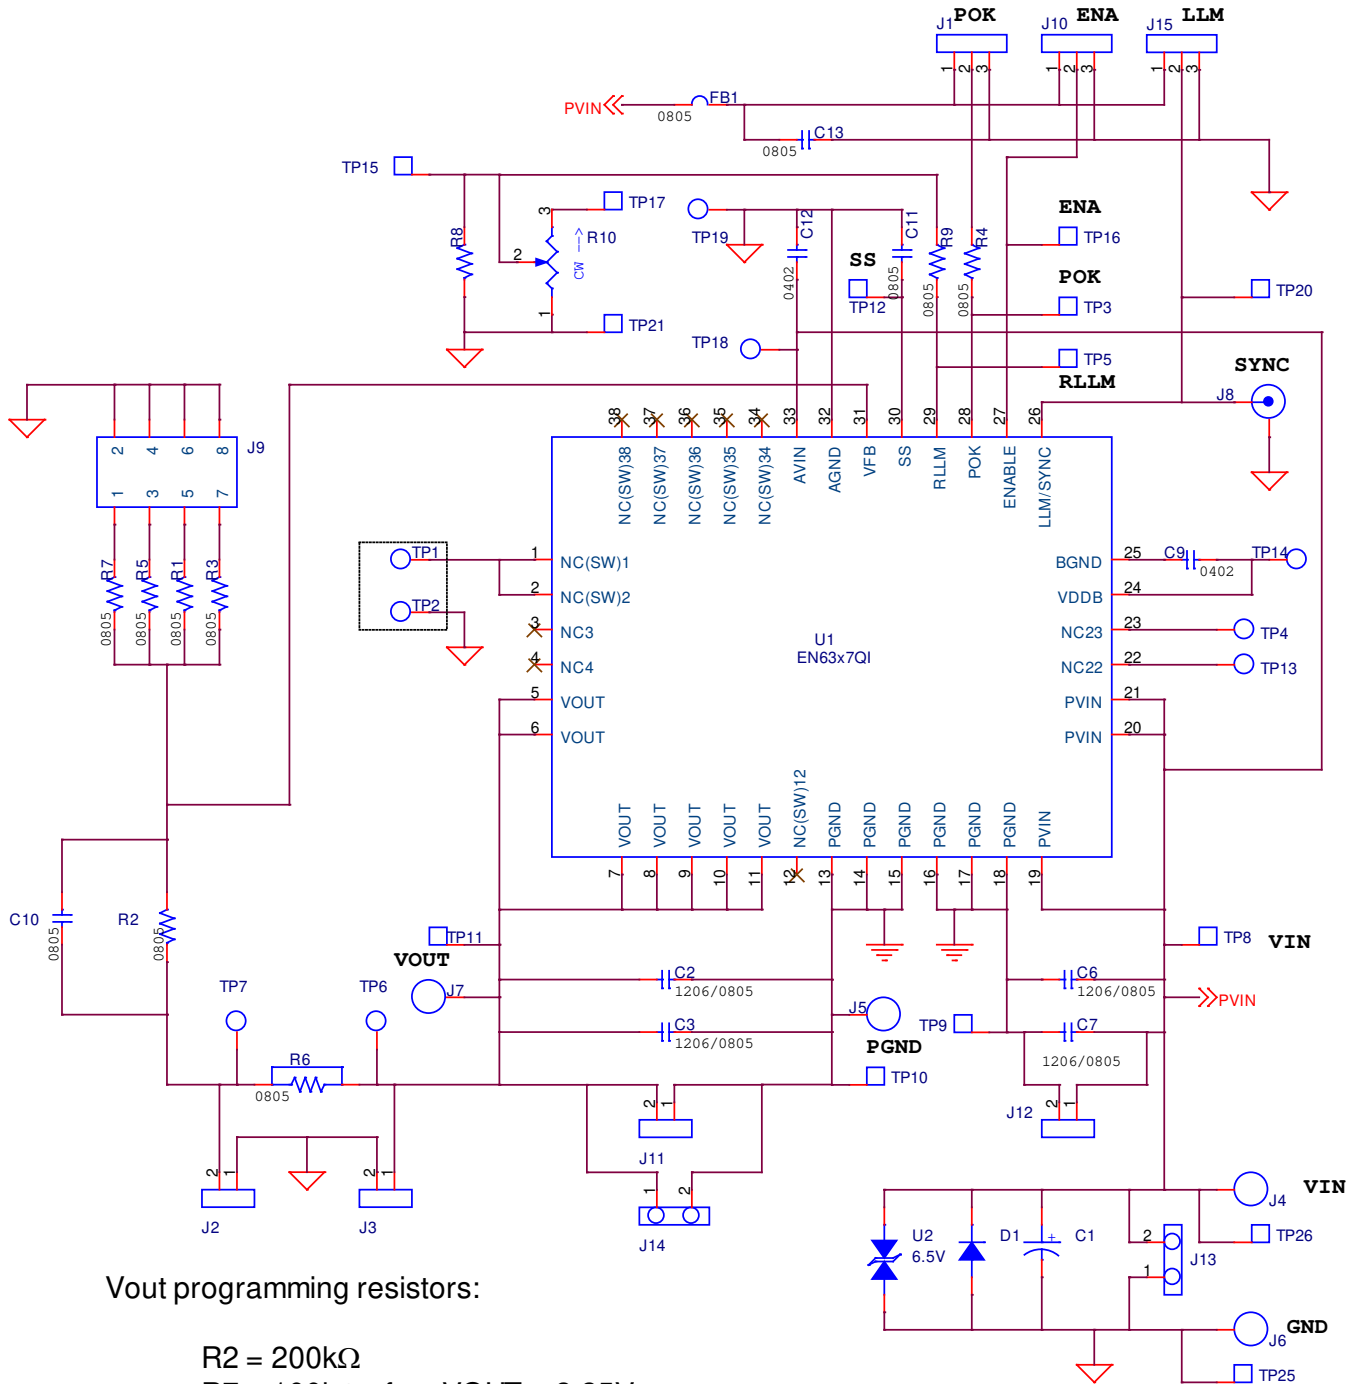 POK
ENA
LLM
J1
J10
J15
1
2
3
1
2
3
1
2
3
PVIN
FB1
0805
C13
0805
TP15
TP17
TP19
R8
R10
3
2
1
CW --->
TP21
C12
0402
C11
0805
SS
TP12
R9
0805
R4
0805
ENA
TP16
POK
TP3
TP20
TP18
TP5
RLLM
SYNC
J8
J9
2
4
6
8
1
3
5
7
R7
R5
R1
R3
0805
0805
0805
0805
38
37
36
35
34
33
32
31
30
29
28
27
26
NC(SW)38
NC(SW)37
NC(SW)36
NC(SW)35
NC(SW)34
AVIN
AGND
VFB
SS
RLLM
POK
ENABLE
LLM/SYNC
TP1
TP2
1
NC(SW)1
2
NC(SW)2
3
NC3
4
NC4
5
VOUT
6
VOUT
U1
EN63x7QI
BGND
25
C9
0402
TP14
VDDB
24
NC23
23
TP4
NC22
22
TP13
PVIN
21
PVIN
20
VOUT
VOUT
VOUT
VOUT
VOUT
NC(SW)12
PGND
PGND
PGND
PGND
PGND
PGND
PVIN
7
8
9
10
11
12
13
14
15
16
17
18
19
C10
0805
R2
0805
TP11
VOUT
J7
TP8
VIN
C2
1206/0805
C6
1206/0805
PVIN
TP7
TP6
J5
PGND
C3
1206/0805
TP9
C7
1206/0805
R6
0805
TP10
2
1
J11
2
1
J12
2
1
J2
2
1
J3
1
2
J14
J4
VIN
TP26
U2
6.5V
D1
+
C1
2
1
J13
J6
GND
TP25
Vout programming resistors:
R2 = 200kΩ